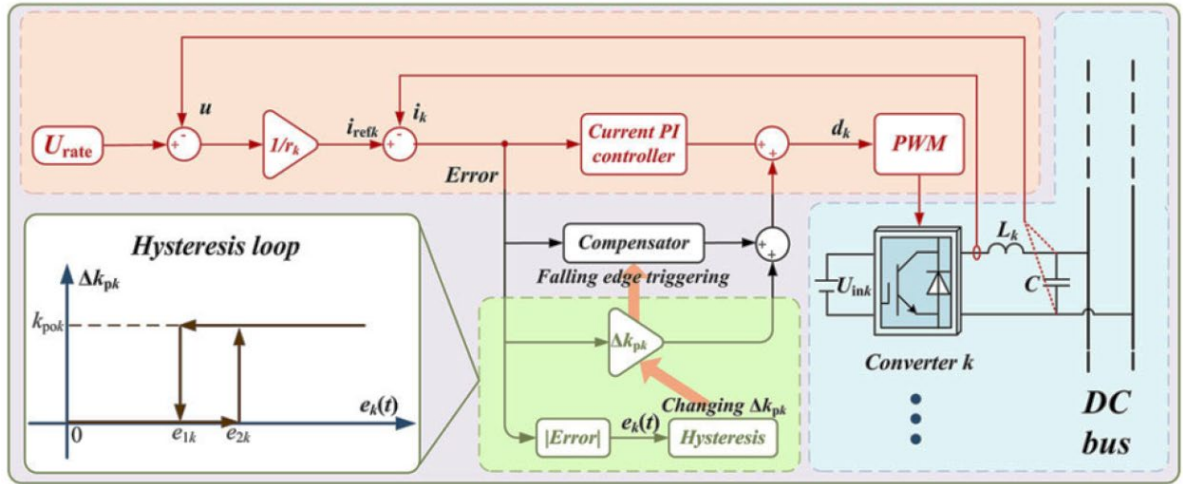 u
i_k
U_rate
-
+
1/r_k
i_refk
-
+
Current PI
controller
+
+
d_k
PWM
Error
Hysteresis loop
Δk_pk
k_pok
0
e_1k
e_2k
e_k(t)
Compensator
+
+
Falling edge triggering
Δk_pk
Changing Δk_pk
|Error|
e_k(t)
Hysteresis
U_ink
L_k
C
Converter k
DC
bus